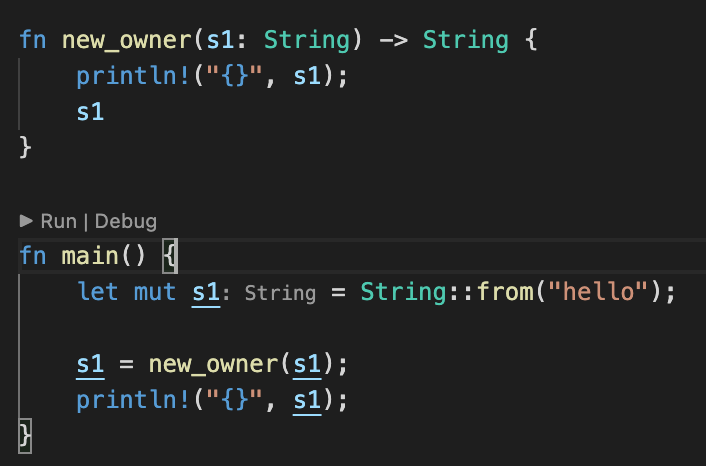 fn new_owner(s1: String) -> String {
    println!("{}", s1);
    s1
}
▶ Run | Debug
fn main() {
    let mut s1: String = String::from("hello");
    s1 = new_owner(s1);
    println!("{}", s1);
}